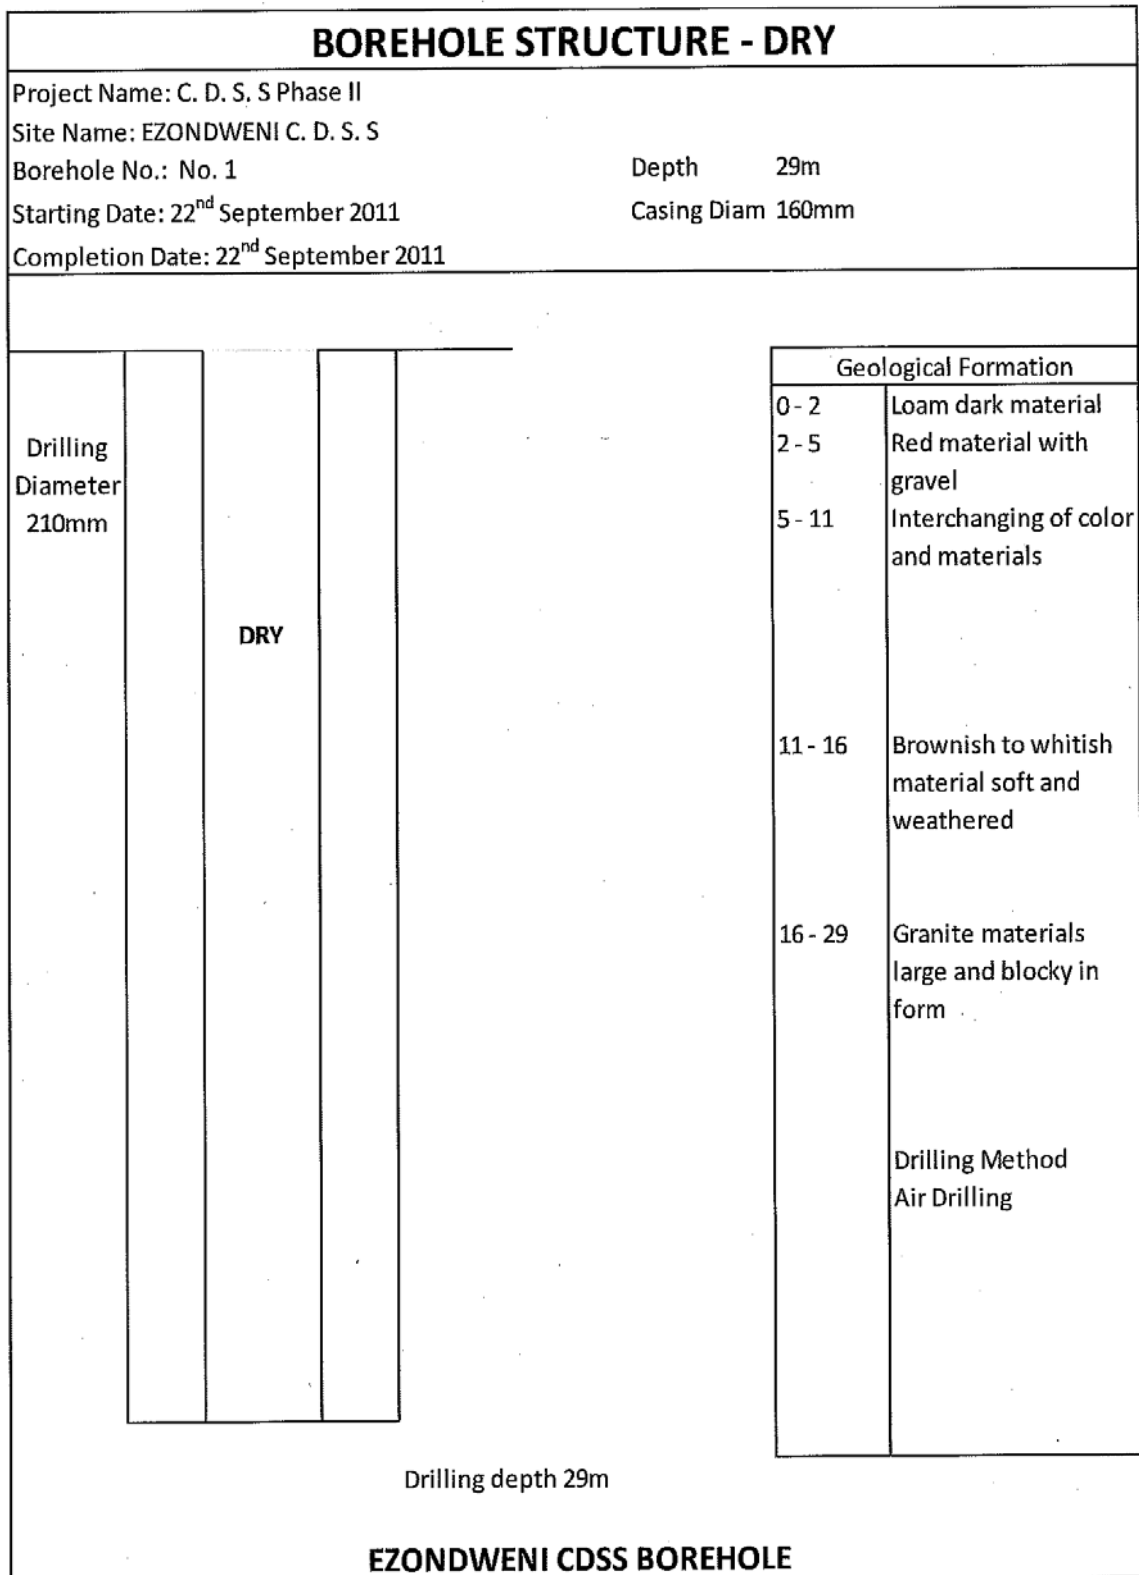 BOREHOLE STRUCTURE - DRY
Project Name: C. D. S. S Phase II
Site Name: EZONDWENI C. D. S. S
Borehole No.: No. 1
Depth 29m
Starting Date: 22nd September 2011
Casing Diam 160mm
Completion Date: 22nd September 2011
Drilling
Diameter
210mm
DRY
Geological Formation
0 - 2 Loam dark material
2 - 5 Red material with
gravel
5 - 11 Interchanging of color
and materials
11 - 16 Brownish to whitish
material soft and
weathered
16 - 29 Granite materials
large and blocky in
form
Drilling Method
Air Drilling
Drilling depth 29m
EZONDWENI CDSS BOREHOLE